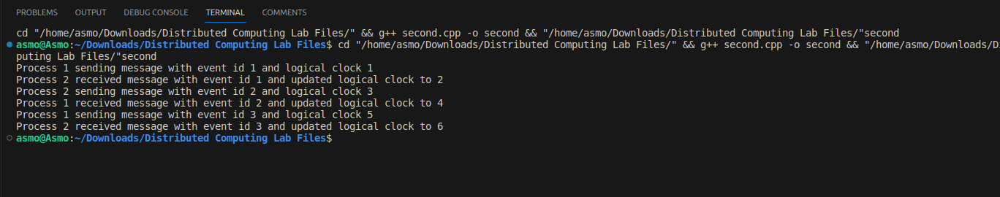 PROBLEMS OUTPUT DEBUG CONSOLE TERMINAL COMMENTS
cd "/home/asmo/Downloads/Distributed Computing Lab Files/" && g++ second.cpp -o second && "/home/asmo/Downloads/Distributed Computing Lab Files/"second
asmo@Asmo:~/Downloads/Distributed Computing Lab Files$ cd "/home/asmo/Downloads/Distributed Computing Lab Files/" && g++ second.cpp -o second && "/home/asmo/Downloads/Di
puting Lab Files/"second
Process 1 sending message with event id 1 and logical clock 1
Process 2 received message with event id 1 and updated logical clock to 2
Process 2 sending message with event id 2 and logical clock 3
Process 1 received message with event id 2 and updated logical clock to 4
Process 1 sending message with event id 3 and logical clock 5
Process 2 received message with event id 3 and updated logical clock to 6
asmo@Asmo:~/Downloads/Distributed Computing Lab Files$